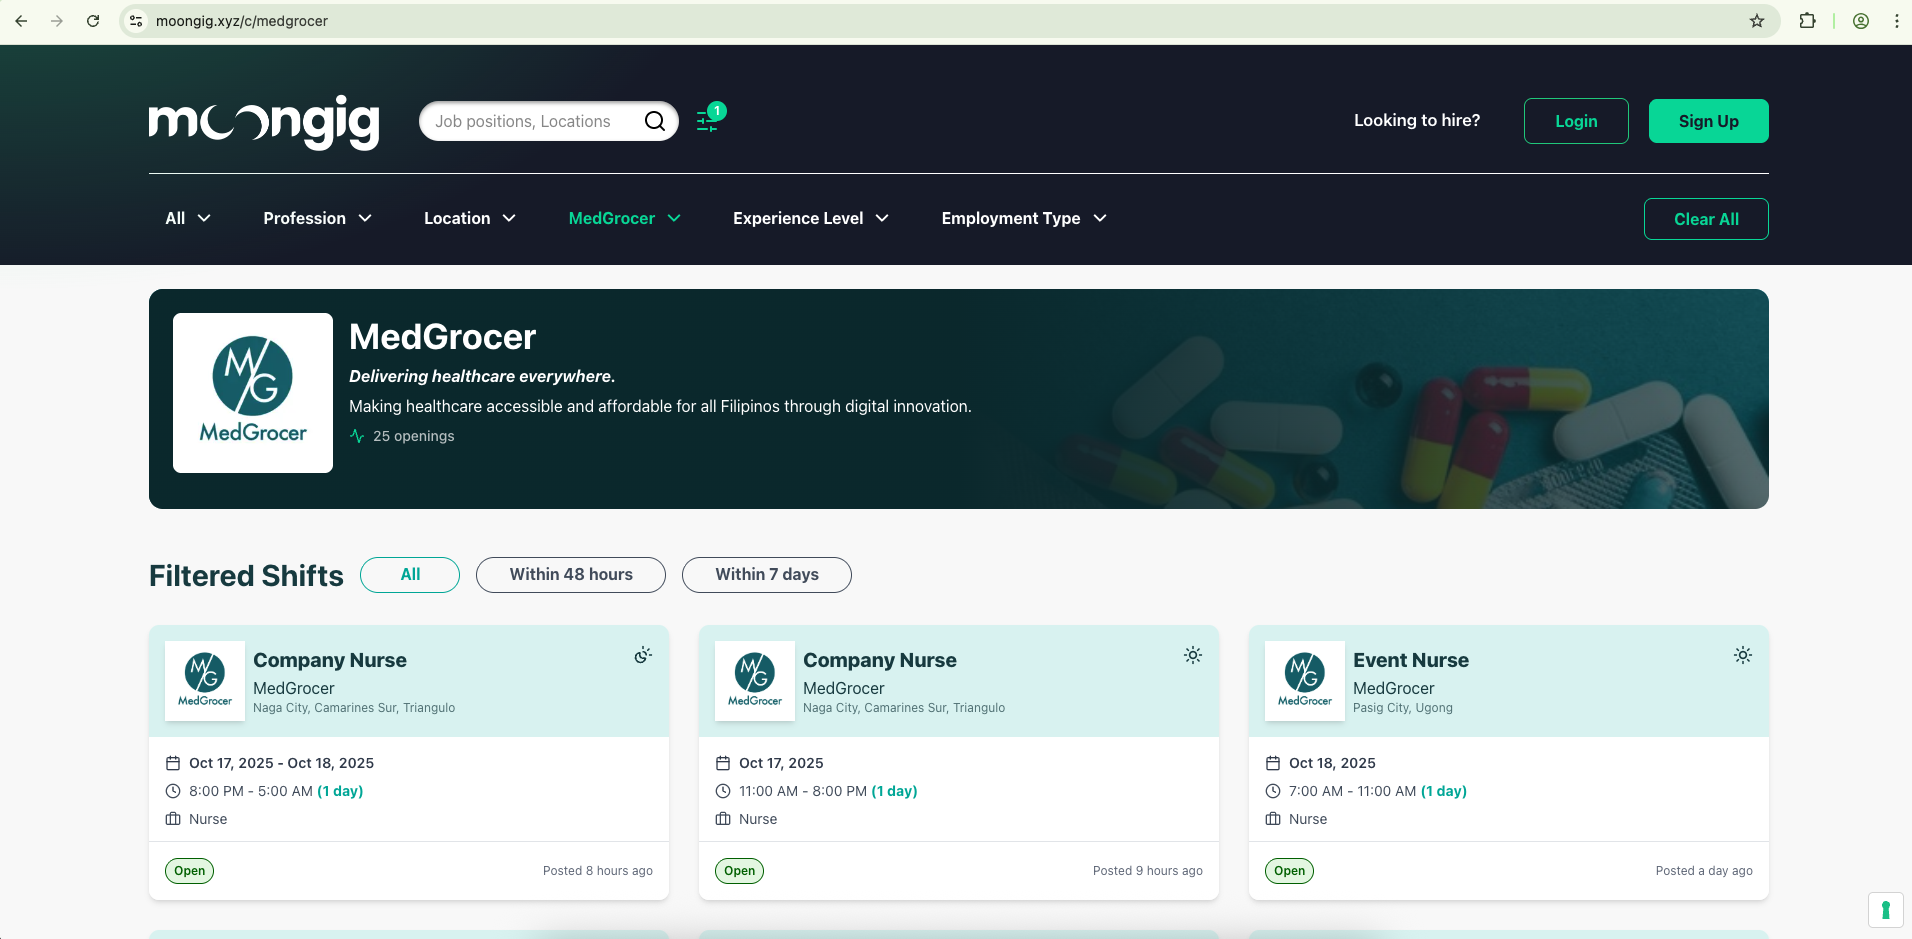 moongig.xyz/c/medgrocer
moongig
Job positions, Locations
1
Looking to hire?
Login
Sign Up
All
Profession
Location
MedGrocer
Experience Level
Employment Type
Clear All
M/G
MedGrocer
MedGrocer
Delivering healthcare everywhere.
Making healthcare accessible and affordable for all Filipinos through digital innovation.
25 openings
Filtered Shifts
All
Within 48 hours
Within 7 days
M/G
MedGrocer
Company Nurse
MedGrocer
Naga City, Camarines Sur, Triangulo
Oct 17, 2025 - Oct 18, 2025
8:00 PM - 5:00 AM (1 day)
Nurse
Open
Posted 8 hours ago
M/G
MedGrocer
Company Nurse
MedGrocer
Naga City, Camarines Sur, Triangulo
Oct 17, 2025
11:00 AM - 8:00 PM (1 day)
Nurse
Open
Posted 9 hours ago
M/G
MedGrocer
Event Nurse
MedGrocer
Pasig City, Ugong
Oct 18, 2025
7:00 AM - 11:00 AM (1 day)
Nurse
Open
Posted a day ago